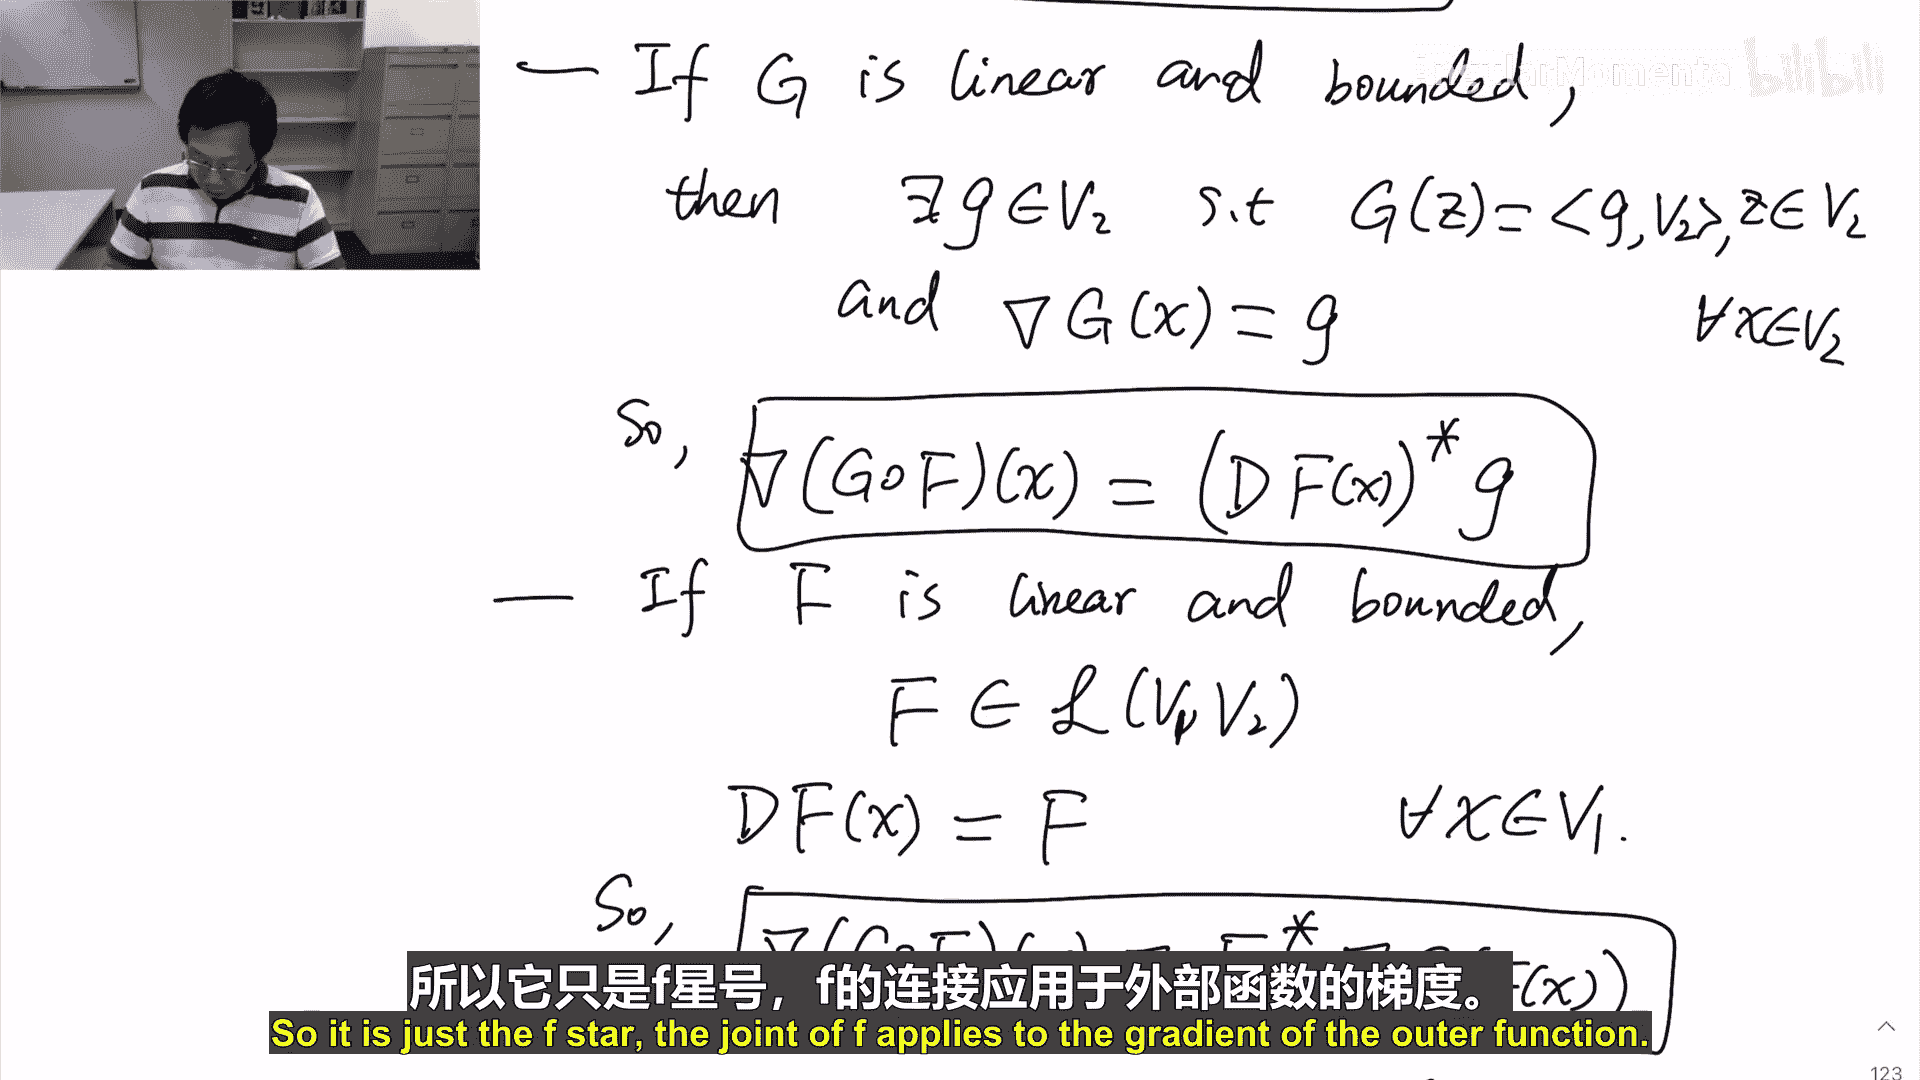 AngularMomenta bilibili
— If G is linear and bounded,
then ∃ g ∈ V₂ s.t G(z) = <g, V₂>, z ∈ V₂
and ∇G(x) = g ∀x∈V₂
So, ∇(G∘F)(x) = (DF(x))* g
— If F is linear and bounded,
F ∈ ℒ(V₁, V₂)
DF(x) = F ∀x∈V₁.
So, ∇(G∘F)(x) = F* ∇G(F(x))
所以它只是f星号，f的连接应用于外部函数的梯度。
So it is just the f star, the joint of f applies to the gradient of the outer function.
123